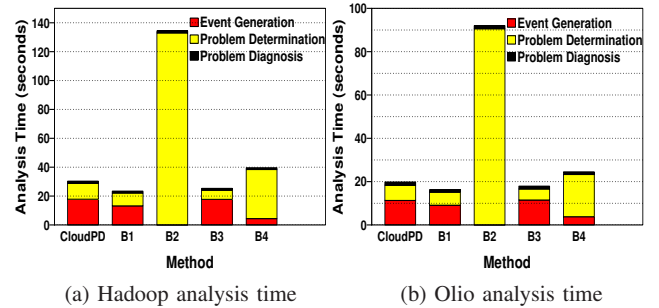 Analysis Time (seconds)
140
120
100
80
60
40
20
0
Event Generation
Problem Determination
Problem Diagnosis
CloudPD B1 B2 B3 B4
Method
(a) Hadoop analysis time
Analysis Time (seconds)
100
80
60
40
20
0
Event Generation
Problem Determination
Problem Diagnosis
CloudPD B1 B2 B3 B4
Method
(b) Olio analysis time